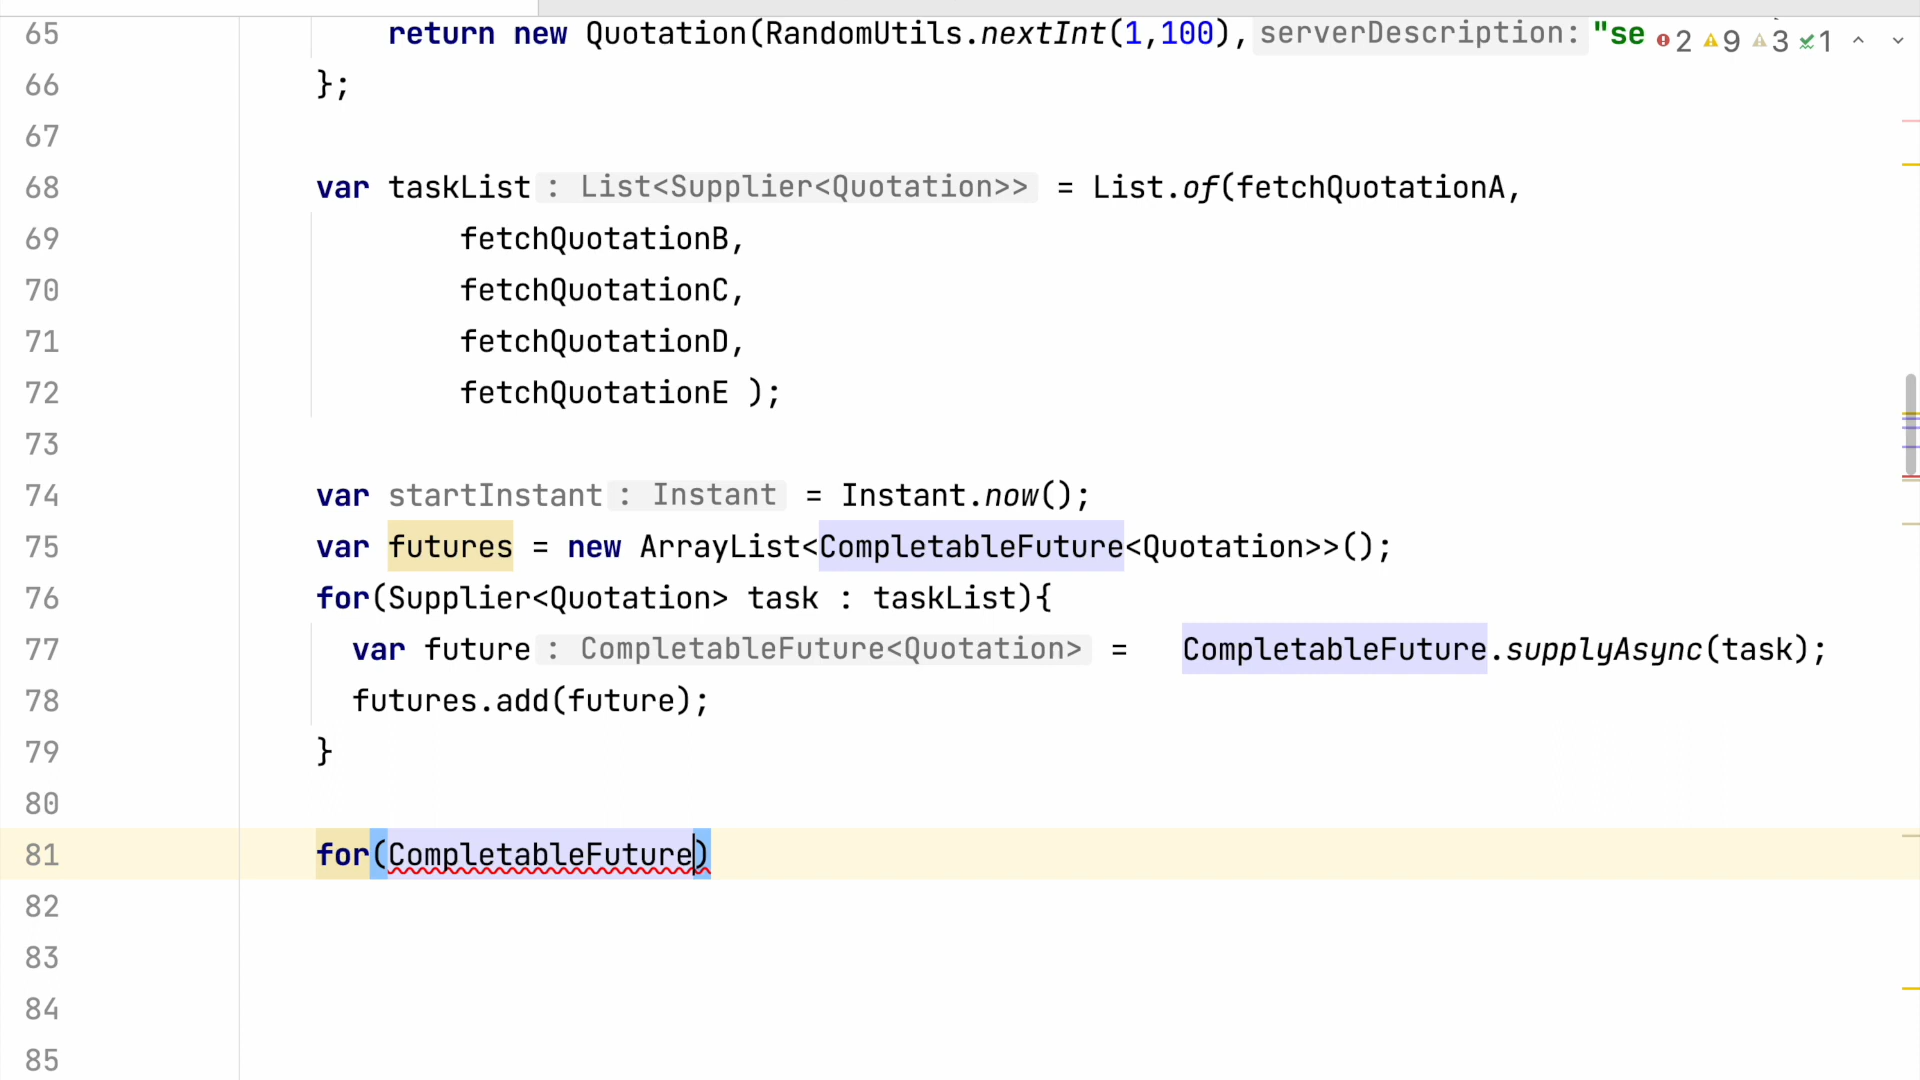 65 return new Quotation(RandomUtils.nextInt(1,100), serverDescription: "se 2 9 3 1
66 };
67
68 var taskList : List<Supplier<Quotation>> = List.of(fetchQuotationA,
69 fetchQuotationB,
70 fetchQuotationC,
71 fetchQuotationD,
72 fetchQuotationE );
73
74 var startInstant : Instant = Instant.now();
75 var futures = new ArrayList<CompletableFuture<Quotation>>();
76 for(Supplier<Quotation> task : taskList){
77 var future : CompletableFuture<Quotation> = CompletableFuture.supplyAsync(task);
78 futures.add(future);
79 }
80
81 for(CompletableFuture)
82
83
84
85